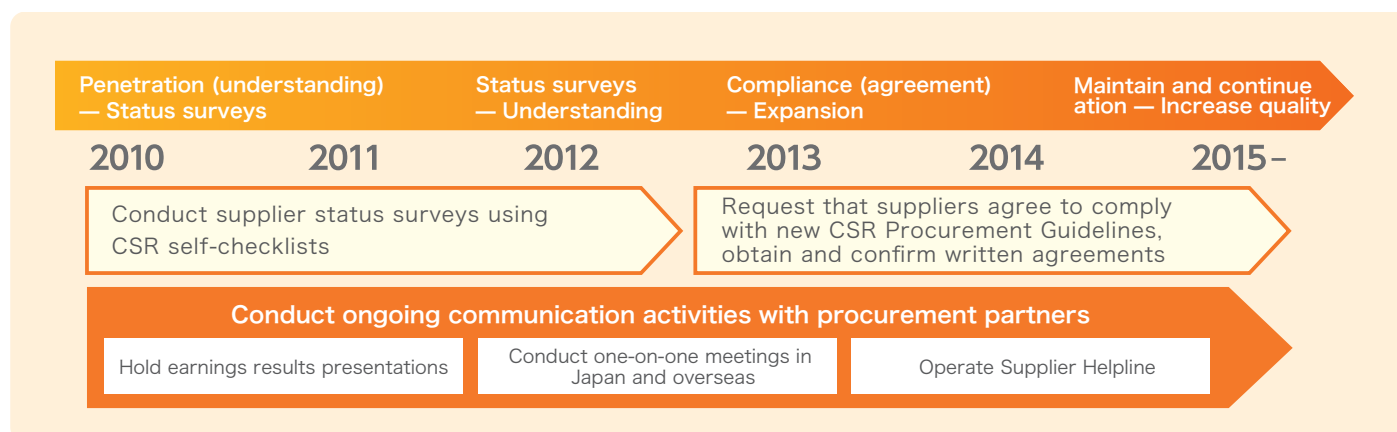 Penetration (understanding)
— Status surveys
Status surveys
— Understanding
Compliance (agreement)
— Expansion
Maintain and continue
ation — Increase quality
2010 2011 2012 2013 2014 2015–
Conduct supplier status surveys using
CSR self-checklists
Request that suppliers agree to comply
with new CSR Procurement Guidelines,
obtain and confirm written agreements
Conduct ongoing communication activities with procurement partners
Hold earnings results presentations
Conduct one-on-one meetings in
Japan and overseas
Operate Supplier Helpline